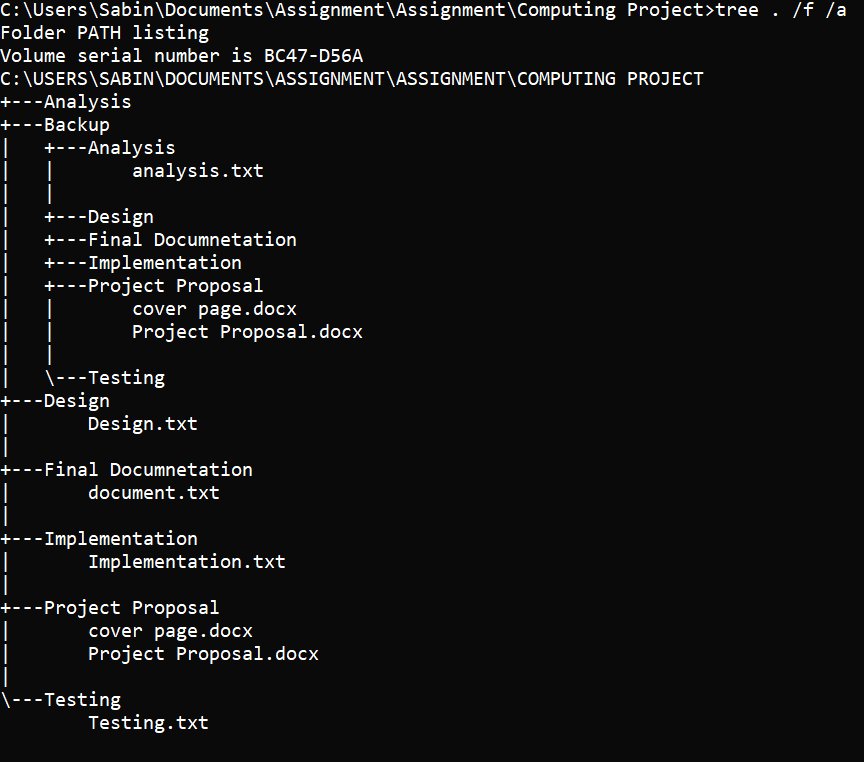 C:\Users\Sabin\Documents\Assignment\Assignment\Computing Project>tree . /f /a
Folder PATH listing
Volume serial number is BC47-D56A
C:\USERS\SABIN\DOCUMENTS\ASSIGNMENT\ASSIGNMENT\COMPUTING PROJECT
+---Analysis
+---Backup
|   +---Analysis
|   |       analysis.txt
|   |
|   +---Design
|   +---Final Documnetation
|   +---Implementation
|   +---Project Proposal
|   |       cover page.docx
|   |       Project Proposal.docx
|   |
|   \---Testing
+---Design
|       Design.txt
|
+---Final Documnetation
|       document.txt
|
+---Implementation
|       Implementation.txt
|
+---Project Proposal
|       cover page.docx
|       Project Proposal.docx
|
\---Testing
        Testing.txt